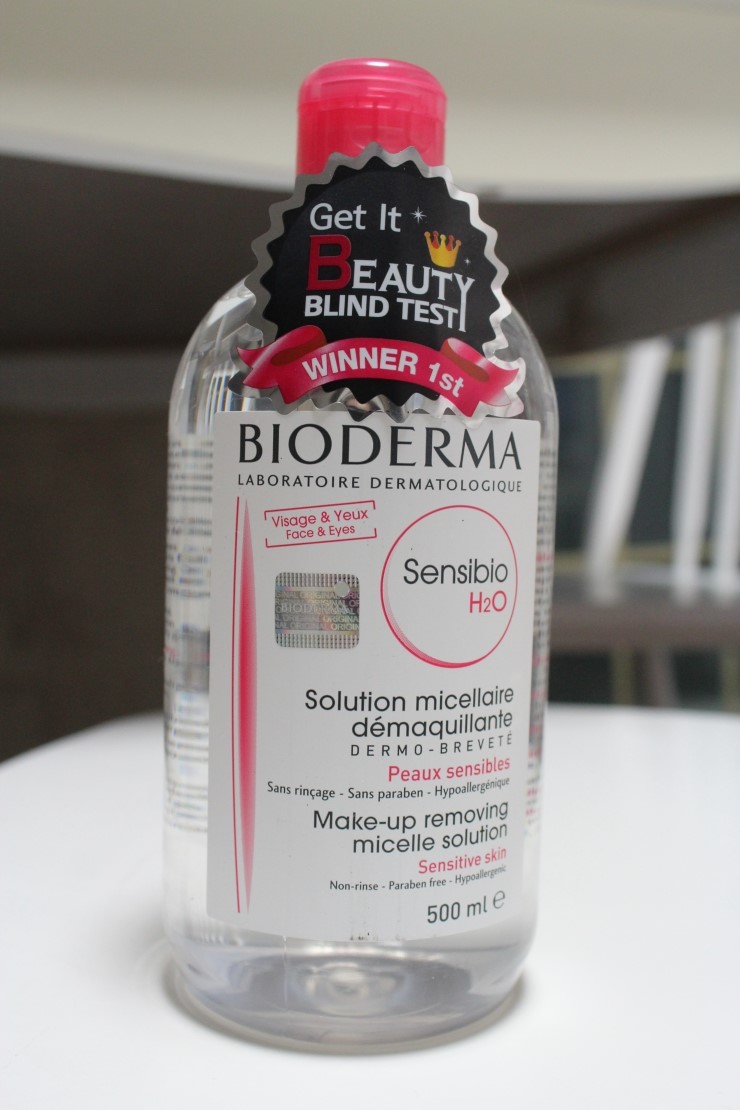 Get It
BEAUTY
BLIND TEST
WINNER 1st
BIODERMA
LABORATOIRE DERMATOLOGIQUE
Visage & Yeux
Face & Eyes
Sensibio
H2O
BIODERMA
Solution micellaire
démaquillante
DERMO-BREVETÉ
Peaux sensibles
Sans rinçage - Sans paraben - Hypoallergénique
Make-up removing
micelle solution
Sensitive skin
Non-rinse - Paraben free - Hypoallergenic
500 ml e